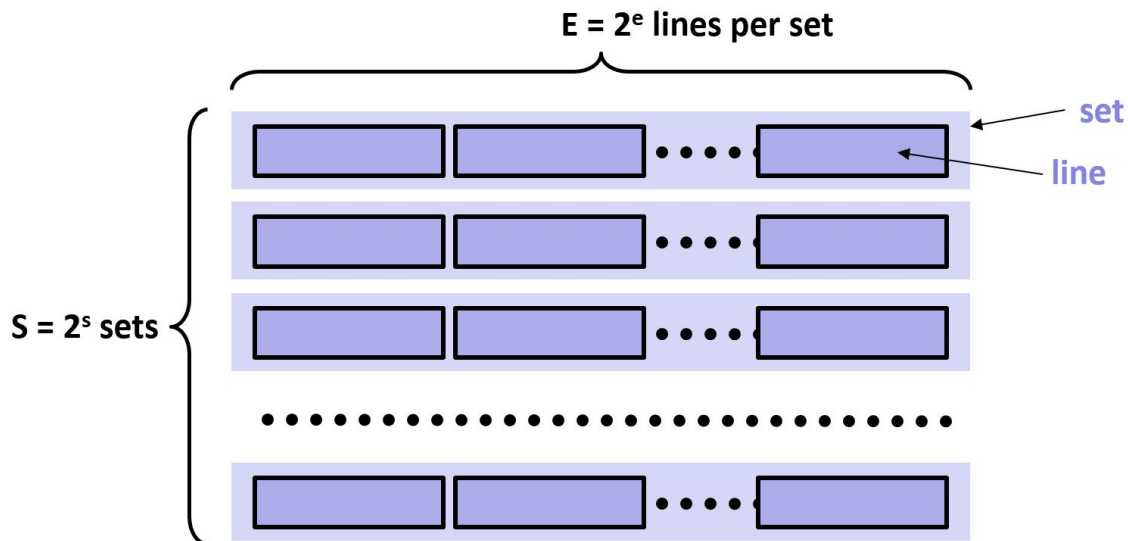 E = 2ᵉ lines per set
set
line
S = 2ˢ sets